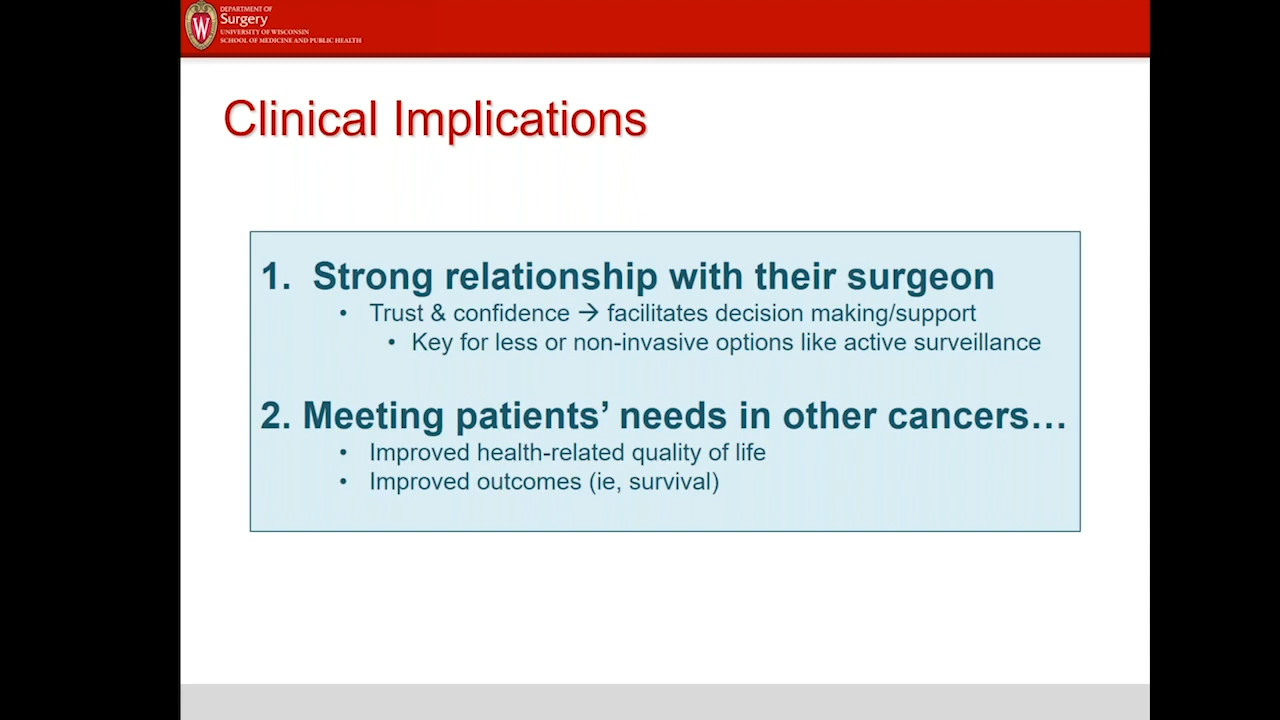 DEPARTMENT OF
Surgery
UNIVERSITY OF WISCONSIN
SCHOOL OF MEDICINE AND PUBLIC HEALTH
Clinical Implications
1. Strong relationship with their surgeon
• Trust & confidence → facilitates decision making/support
• Key for less or non-invasive options like active surveillance
2. Meeting patients’ needs in other cancers…
• Improved health-related quality of life
• Improved outcomes (ie, survival)